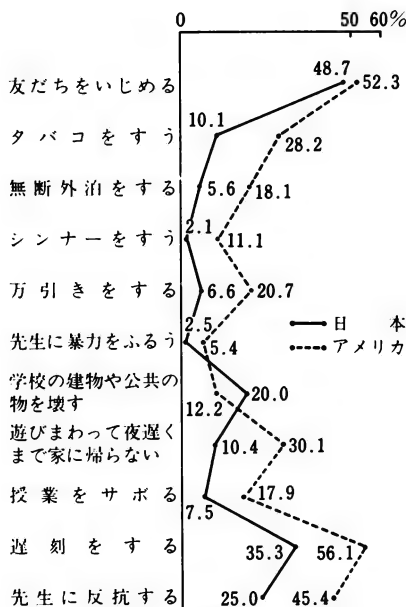 0 50 60%
友だちをいじめる 48.7 52.3
タバコをすう 10.1 28.2
無断外泊をする 5.6 18.1
シンナーをすう 2.1 11.1
万引きをする 6.6 20.7
先生に暴力をふるう 2.5 5.4
日本
アメリカ
学校の建物や公共の
物を壊す 12.2 20.0
遊びまわって夜遅く
まで家に帰らない 10.4 30.1
授業をサボる 7.5 17.9
遅刻をする 35.3 56.1
先生に反抗する 25.0 45.4